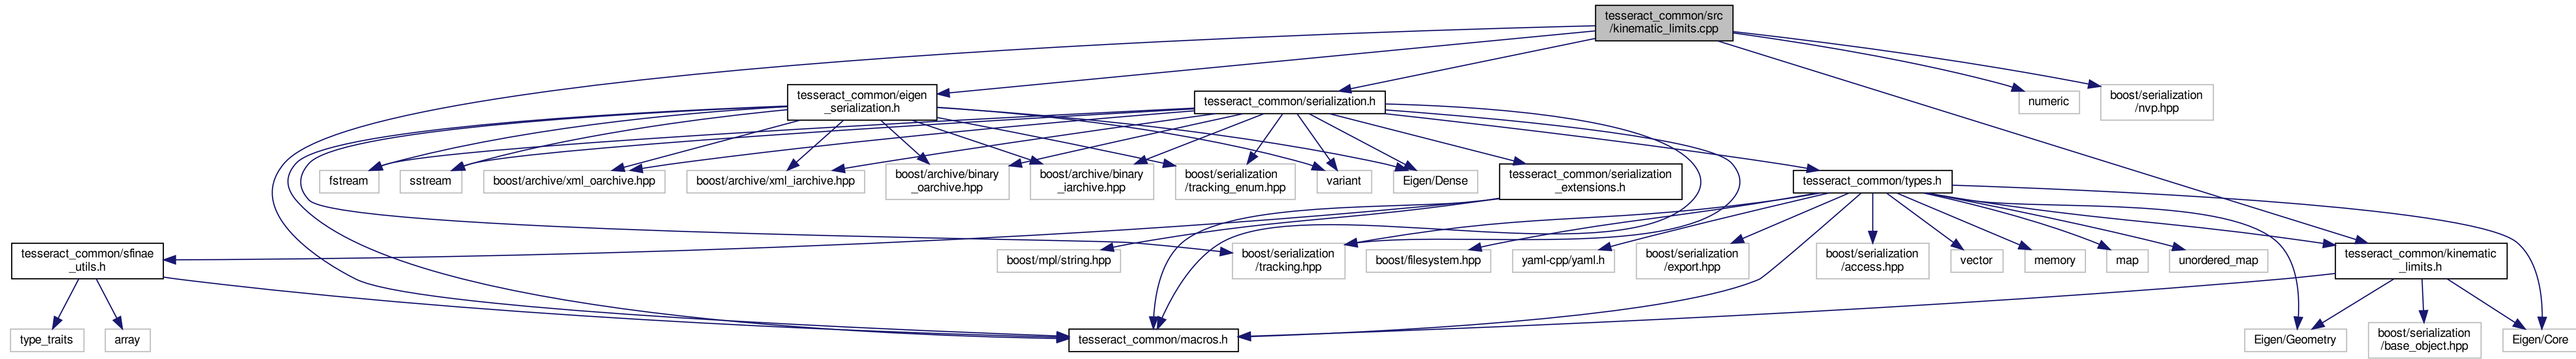 tesseract_common/src
/kinematic_limits.cpp
tesseract_common/eigen
_serialization.h
tesseract_common/serialization.h
numeric
boost/serialization
/nvp.hpp
fstream
sstream
boost/archive/xml_oarchive.hpp
boost/archive/xml_iarchive.hpp
boost/archive/binary
_oarchive.hpp
boost/archive/binary
_iarchive.hpp
boost/serialization
/tracking_enum.hpp
variant
Eigen/Dense
tesseract_common/serialization
_extensions.h
tesseract_common/types.h
tesseract_common/sfinae
_utils.h
boost/mpl/string.hpp
boost/serialization
/tracking.hpp
boost/filesystem.hpp
yaml-cpp/yaml.h
boost/serialization
/export.hpp
boost/serialization
/access.hpp
vector
memory
map
unordered_map
tesseract_common/kinematic
_limits.h
type_traits
array
tesseract_common/macros.h
Eigen/Geometry
boost/serialization
/base_object.hpp
Eigen/Core